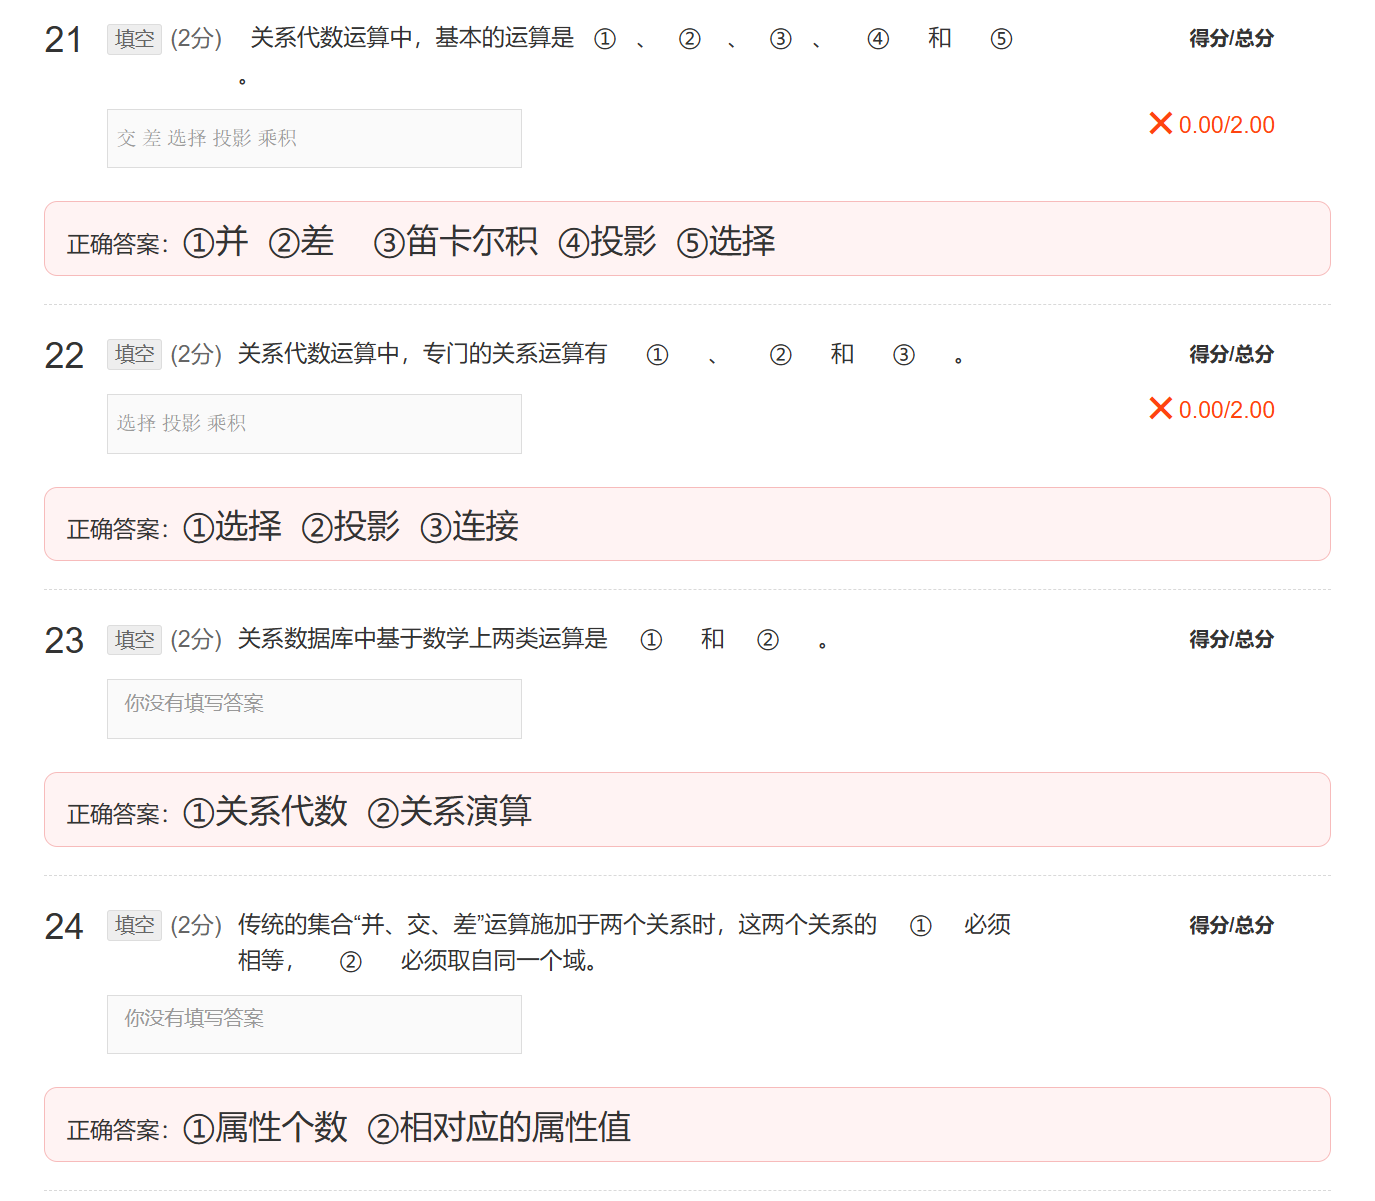 21 填空 (2分) 关系代数运算中，基本的运算是 ① 、 ② 、 ③ 、 ④ 和 ⑤ 得分/总分
。
交 差 选择 投影 乘积 ✕ 0.00/2.00
正确答案：①并 ②差 ③笛卡尔积 ④投影 ⑤选择
22 填空 (2分) 关系代数运算中，专门的关系运算有 ① 、 ② 和 ③ 。 得分/总分
选择 投影 乘积 ✕ 0.00/2.00
正确答案：①选择 ②投影 ③连接
23 填空 (2分) 关系数据库中基于数学上两类运算是 ① 和 ② 。 得分/总分
你没有填写答案
正确答案：①关系代数 ②关系演算
24 填空 (2分) 传统的集合“并、交、差”运算施加于两个关系时，这两个关系的 ① 必须 得分/总分
相等， ② 必须取自同一个域。
你没有填写答案
正确答案：①属性个数 ②相对应的属性值